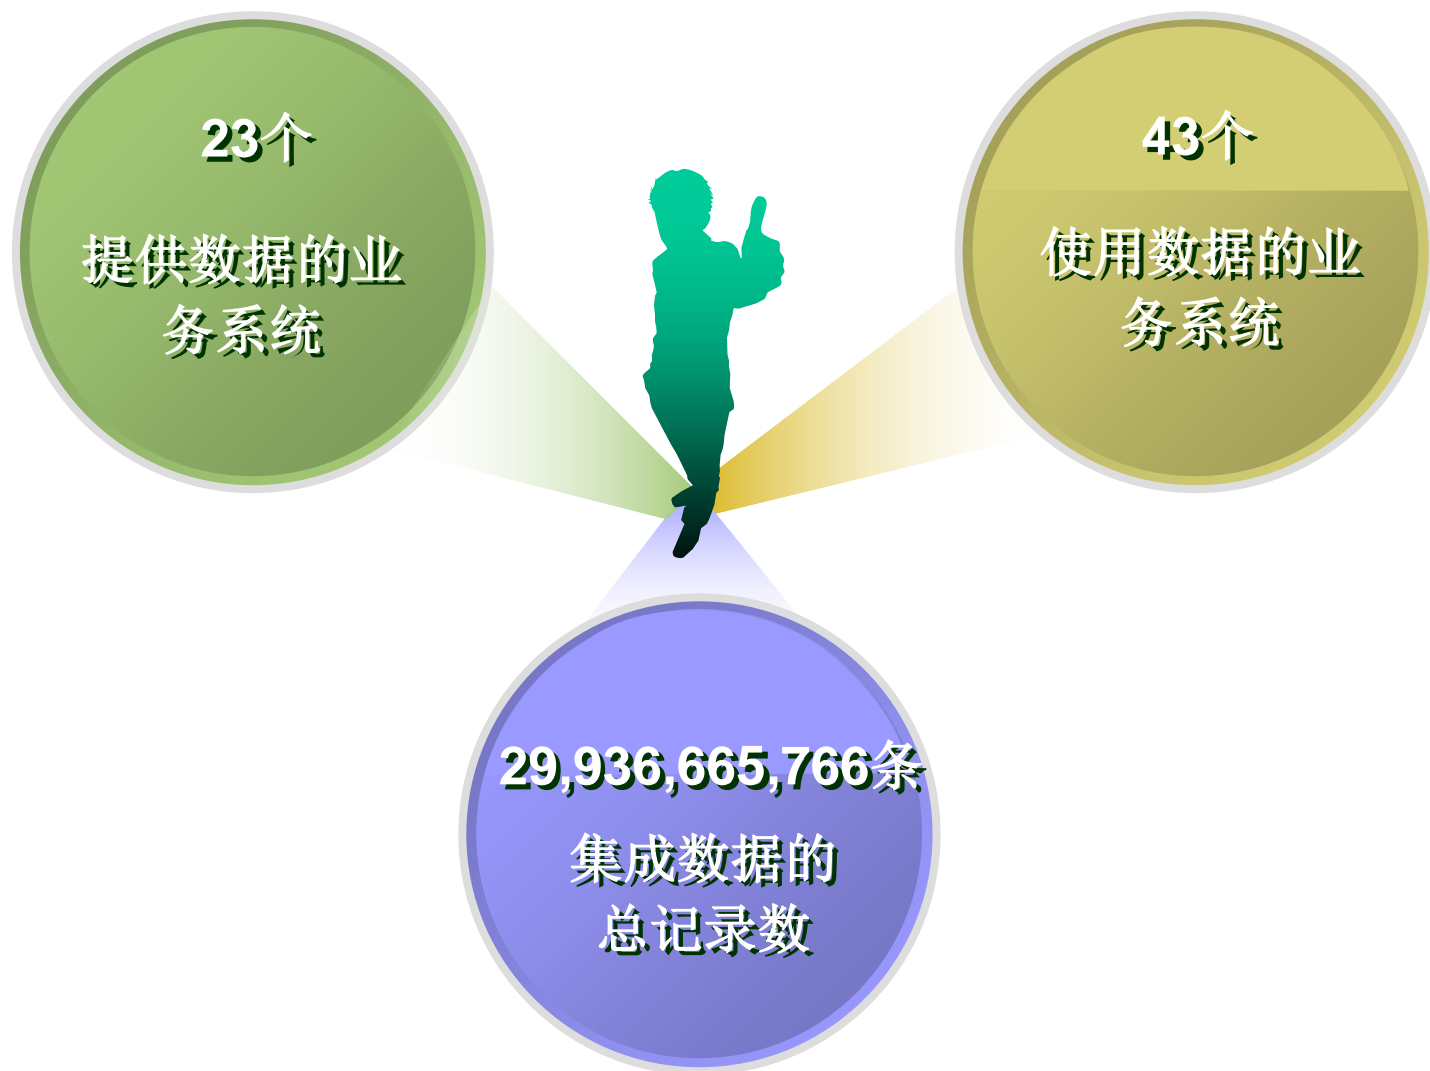 23个
提供数据的业
务系统
43个
使用数据的业
务系统
29,936,665,766条
集成数据的
总记录数